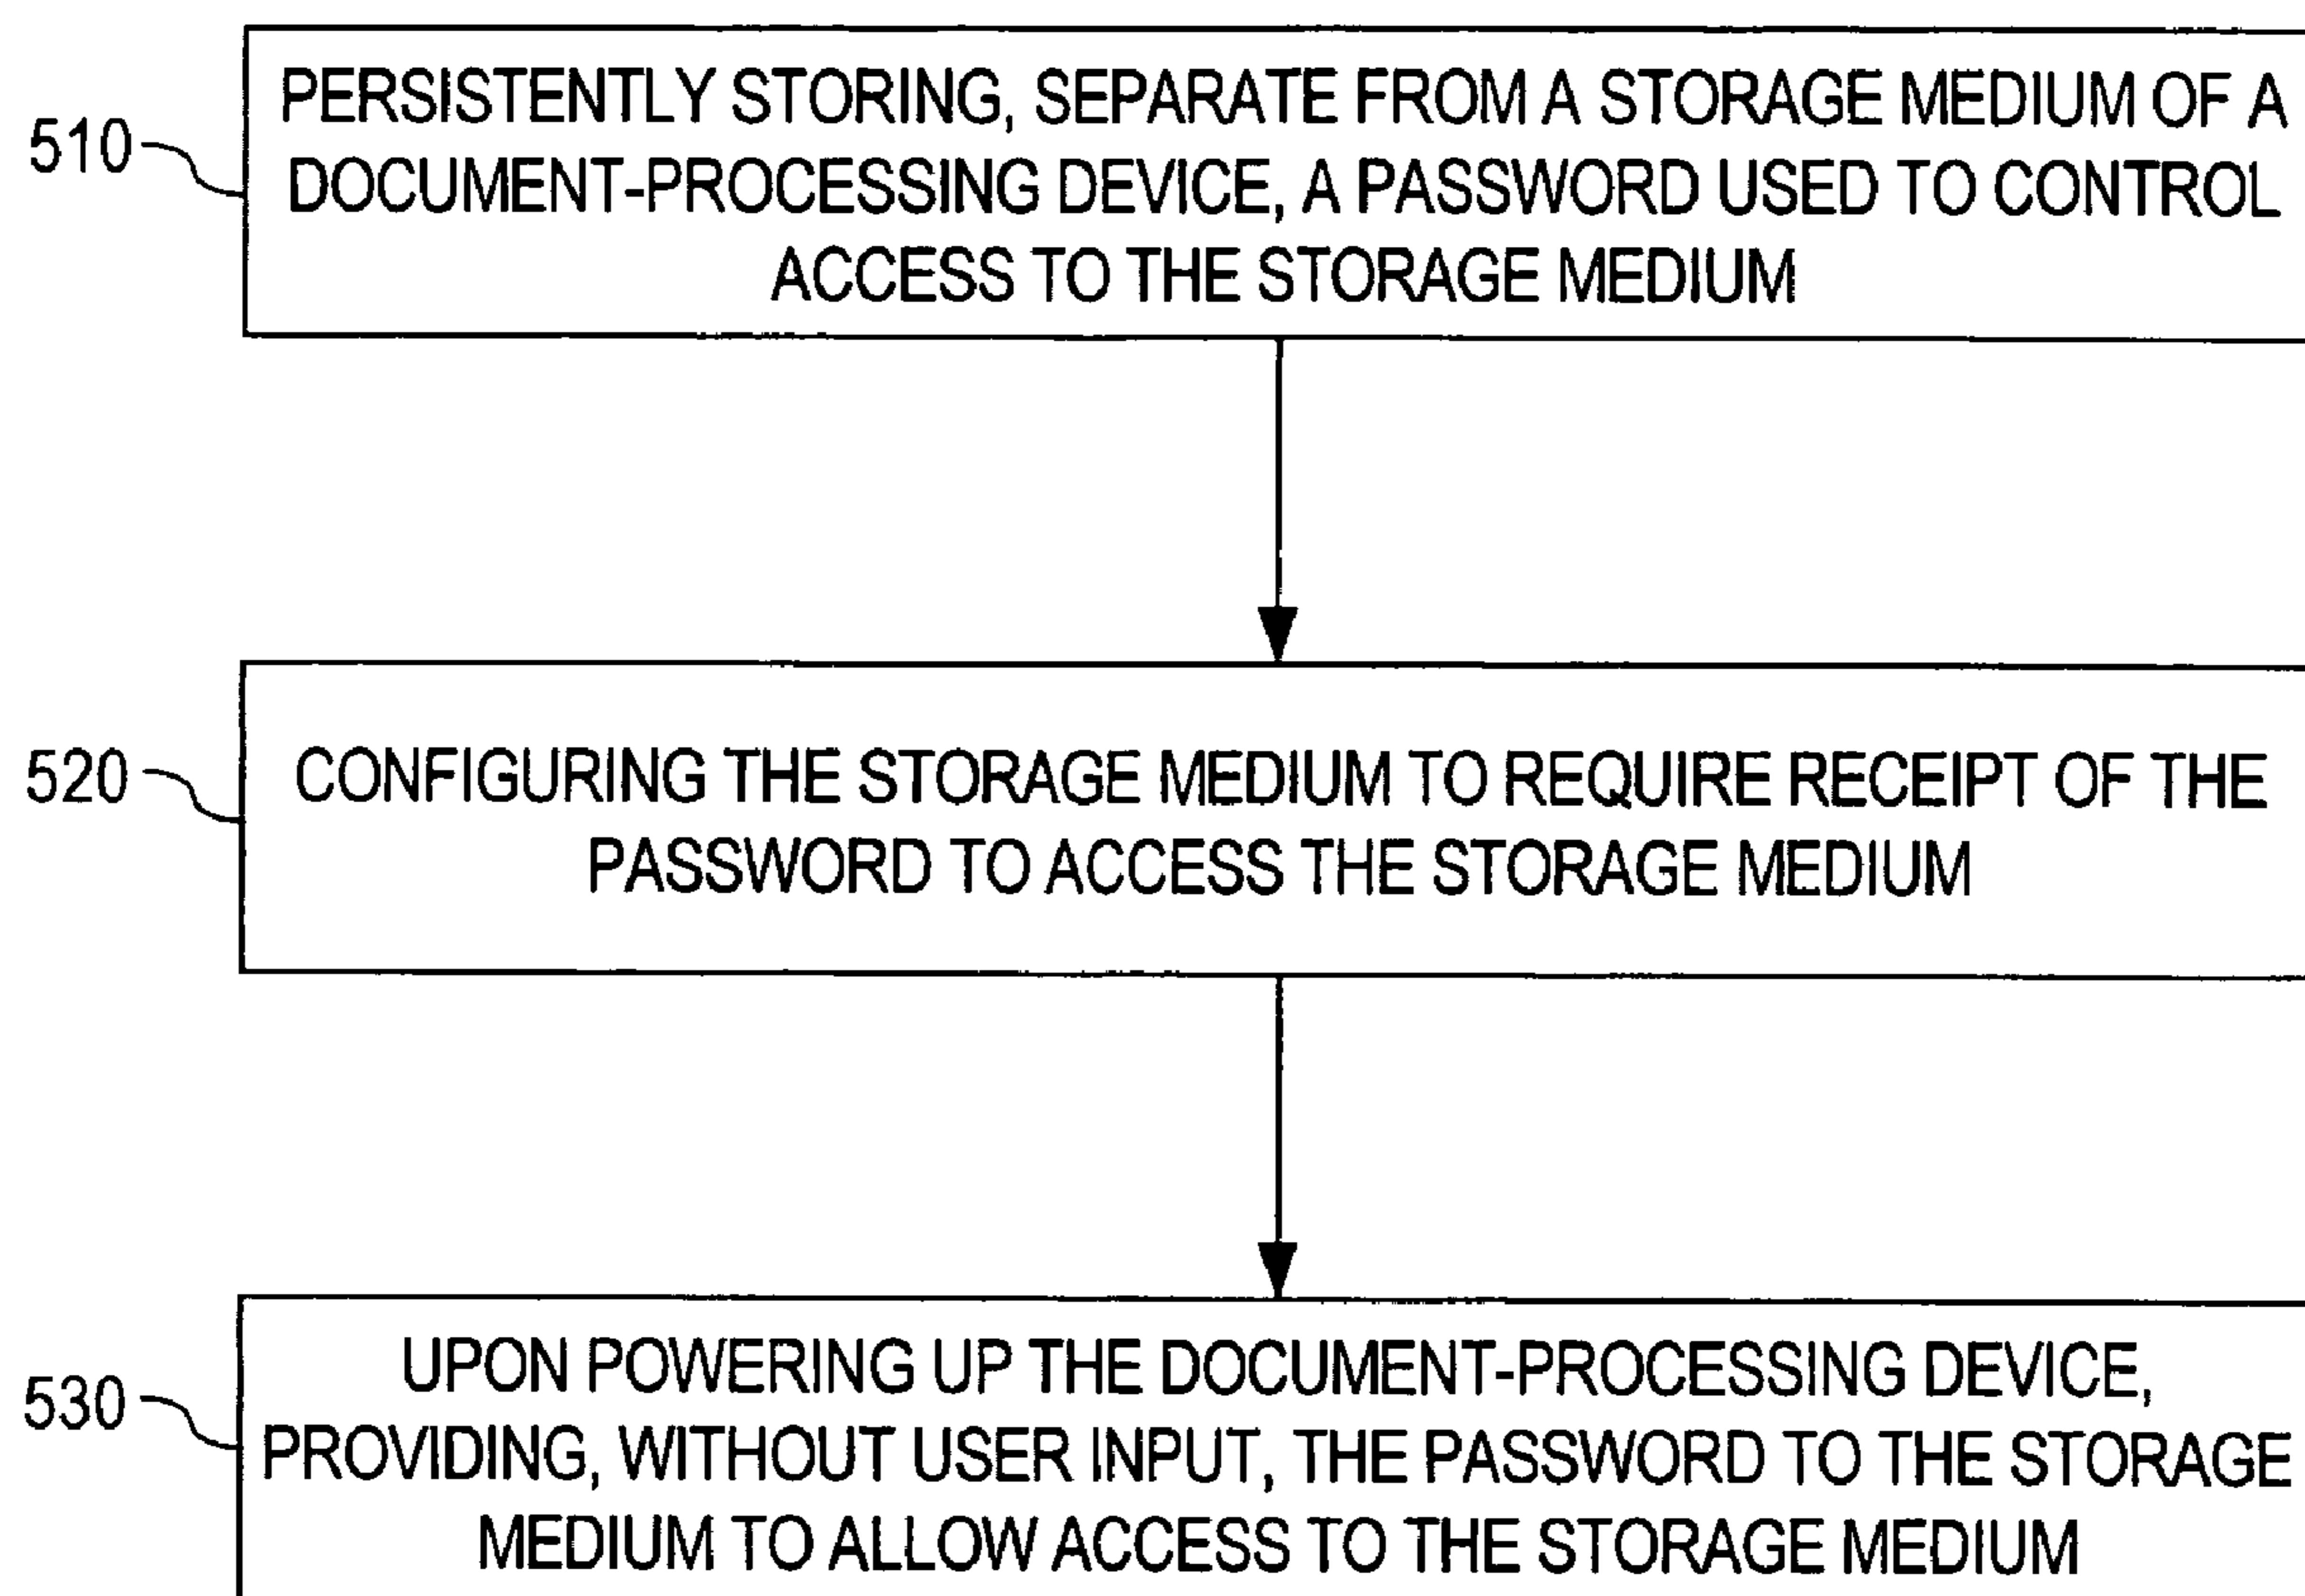 510
PERSISTENTLY STORING, SEPARATE FROM A STORAGE MEDIUM OF A
DOCUMENT-PROCESSING DEVICE, A PASSWORD USED TO CONTROL
ACCESS TO THE STORAGE MEDIUM
520
CONFIGURING THE STORAGE MEDIUM TO REQUIRE RECEIPT OF THE
PASSWORD TO ACCESS THE STORAGE MEDIUM
530
UPON POWERING UP THE DOCUMENT-PROCESSING DEVICE,
PROVIDING, WITHOUT USER INPUT, THE PASSWORD TO THE STORAGE
MEDIUM TO ALLOW ACCESS TO THE STORAGE MEDIUM